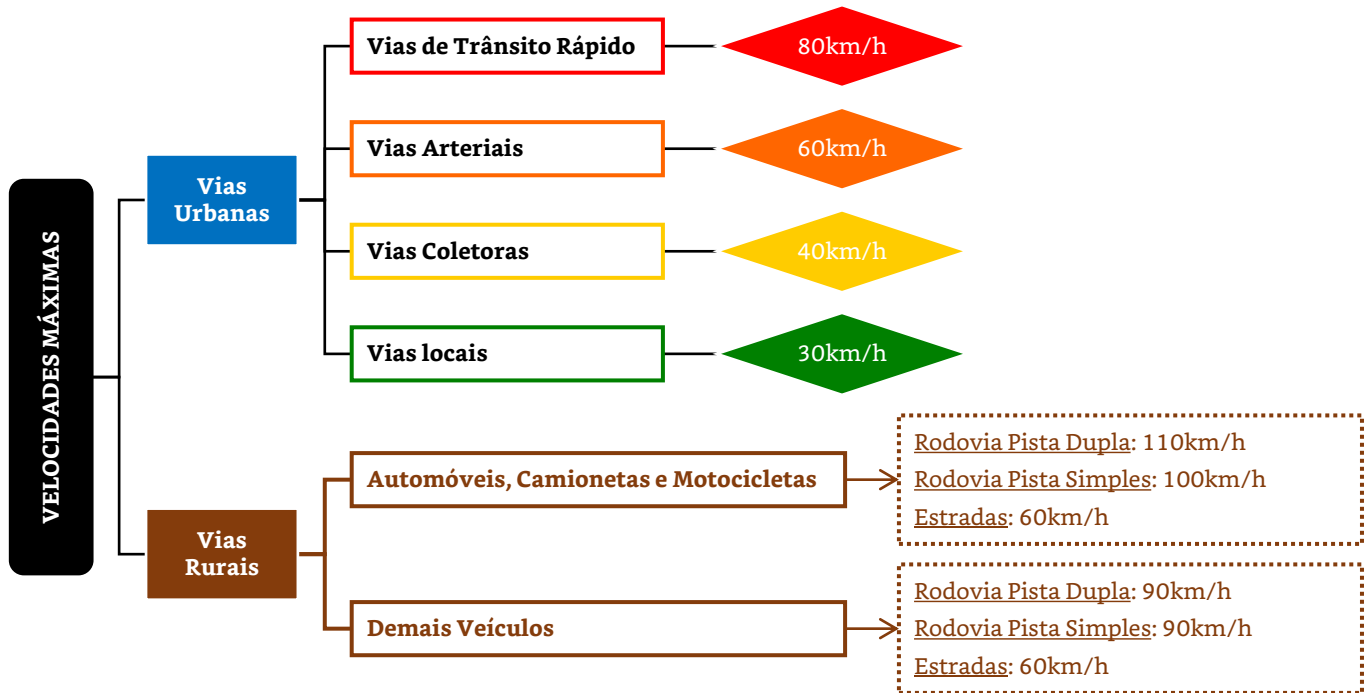 VELOCIDADES MÁXIMAS
Vias
Urbanas
Vias de Trânsito Rápido
80km/h
Vias Arteriais
60km/h
Vias Coletoras
40km/h
Vias locais
30km/h
Vias
Rurais
Automóveis, Camionetas e Motocicletas
Rodovia Pista Dupla: 110km/h
Rodovia Pista Simples: 100km/h
Estradas: 60km/h
Demais Veículos
Rodovia Pista Dupla: 90km/h
Rodovia Pista Simples: 90km/h
Estradas: 60km/h